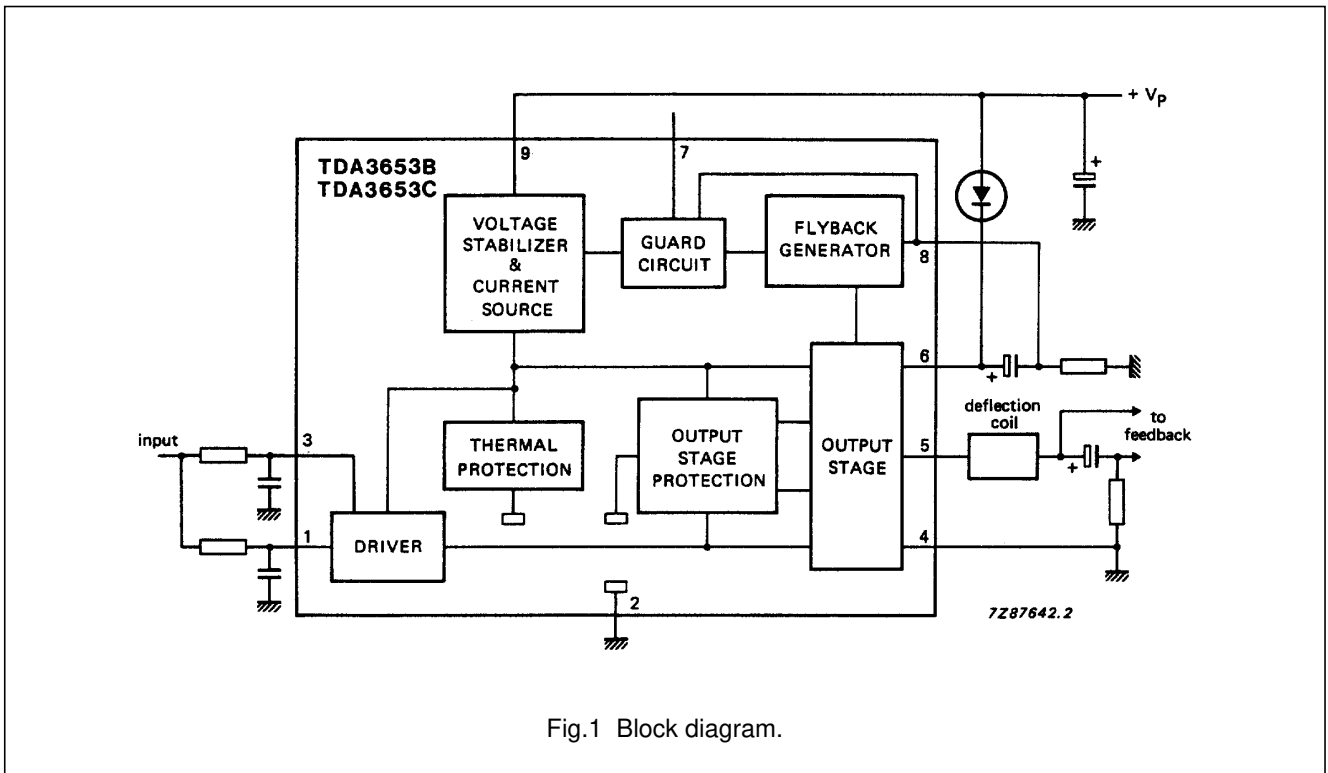 + VP
9
7
TDA3653B
TDA3653C
VOLTAGE
STABILIZER
&
CURRENT
SOURCE
GUARD
CIRCUIT
FLYBACK
GENERATOR
8
6
+
+
deflection
coil
to
feedback
+
input
3
THERMAL
PROTECTION
OUTPUT
STAGE
PROTECTION
OUTPUT
STAGE
5
1
DRIVER
4
2
7Z87642.2
Fig.1 Block diagram.